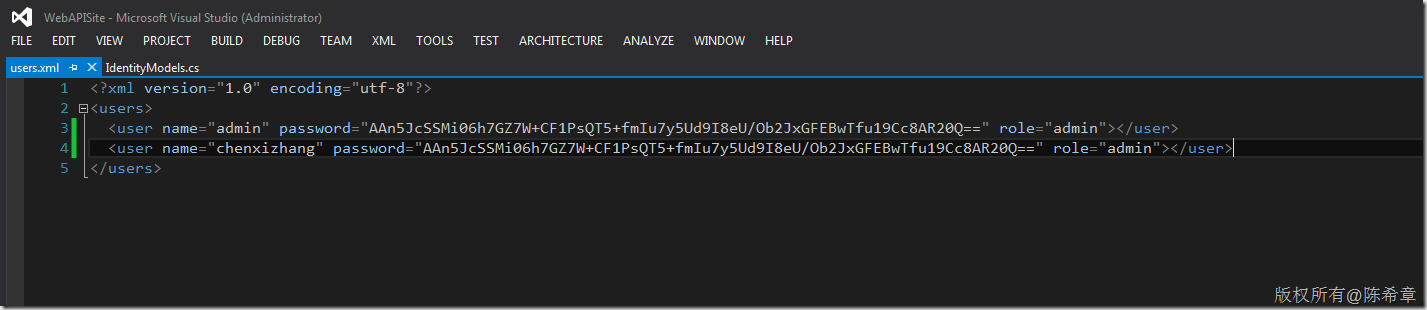 WebAPISite - Microsoft Visual Studio (Administrator)
FILE EDIT VIEW PROJECT BUILD DEBUG TEAM XML TOOLS TEST ARCHITECTURE ANALYZE WINDOW HELP
users.xml IdentityModels.cs
1 <?xml version="1.0" encoding="utf-8"?>
2 <users>
3 <user name="admin" password="AAn5JcSSMi06h7GZ7W+CF1PsQT5+fmIu7y5Ud9I8eU/Ob2JxGFEBwTfu19Cc8AR20Q==" role="admin"></user>
4 <user name="chenxizhang" password="AAn5JcSSMi06h7GZ7W+CF1PsQT5+fmIu7y5Ud9I8eU/Ob2JxGFEBwTfu19Cc8AR20Q==" role="admin"></user>
5 </users>
版权所有@陈希章